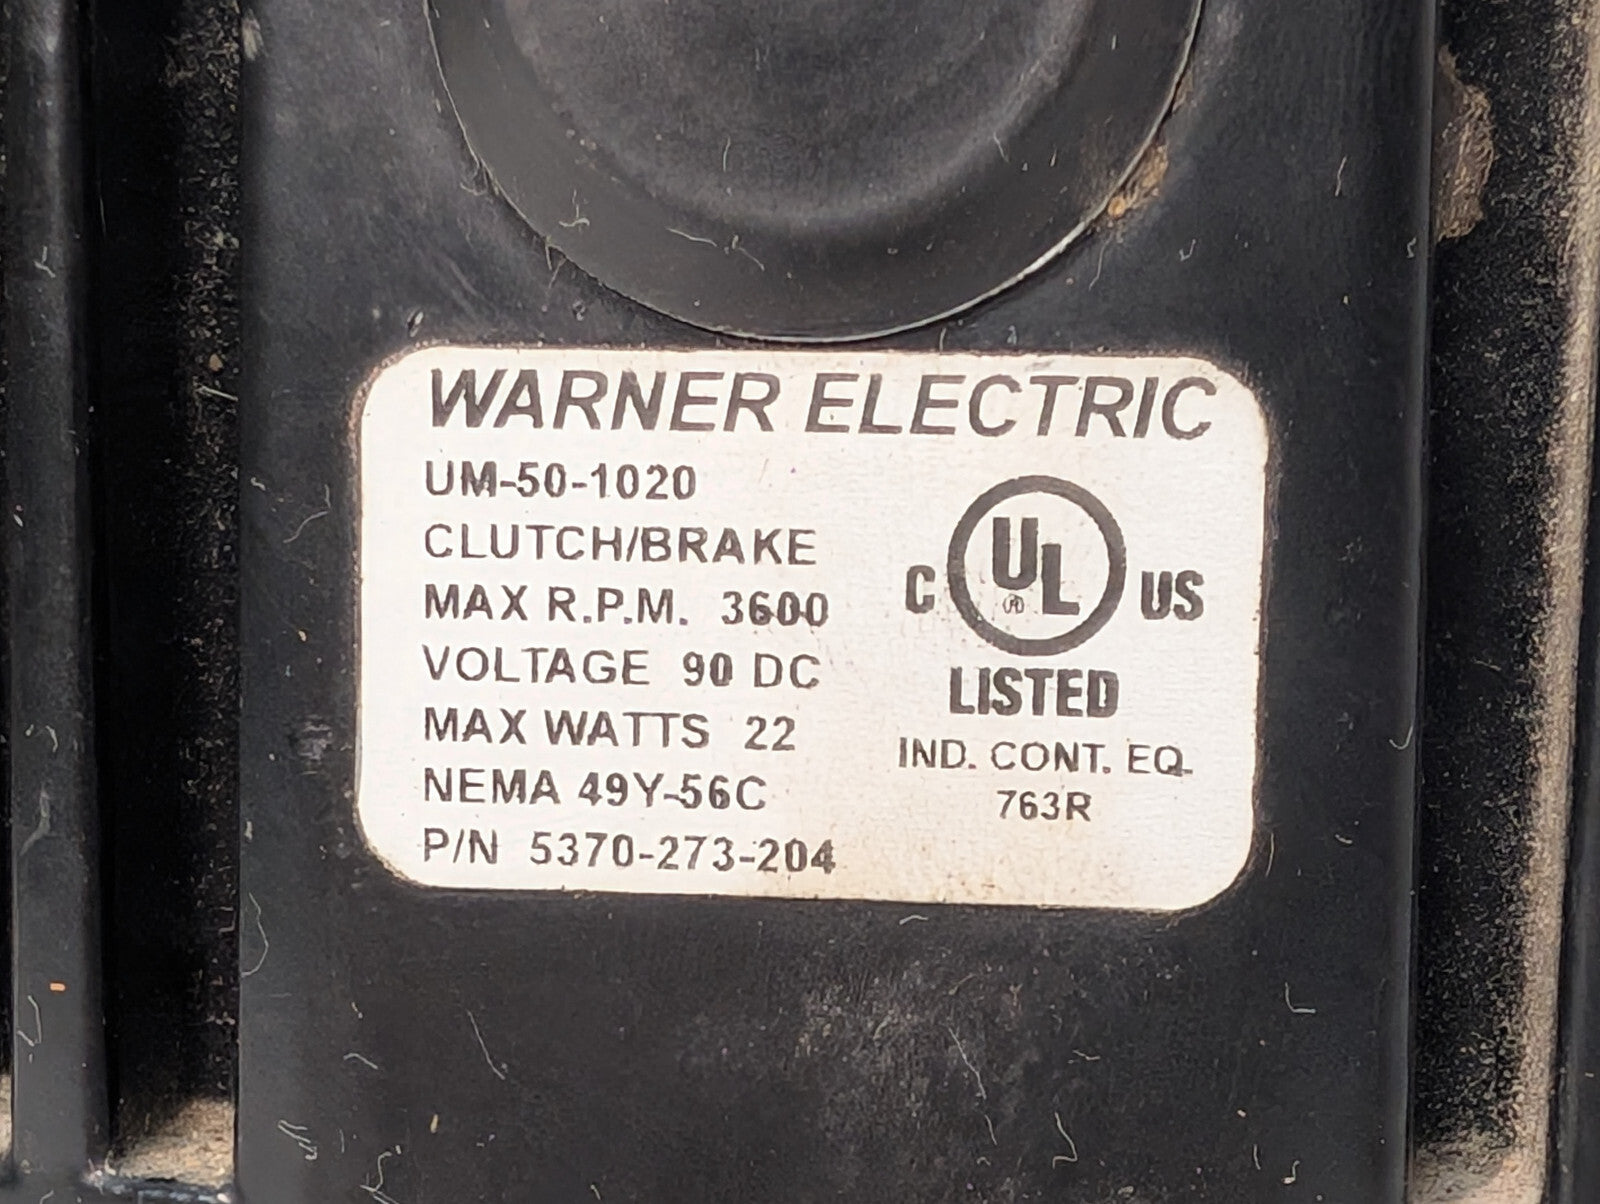 WARNER ELECTRIC
UM-50-1020
CLUTCH/BRAKE
MAX R.P.M. 3600
VOLTAGE 90 DC
MAX WATTS 22
NEMA 49Y-56C
P/N 5370-273-204
C UL® US
LISTED
IND. CONT. EQ.
763R